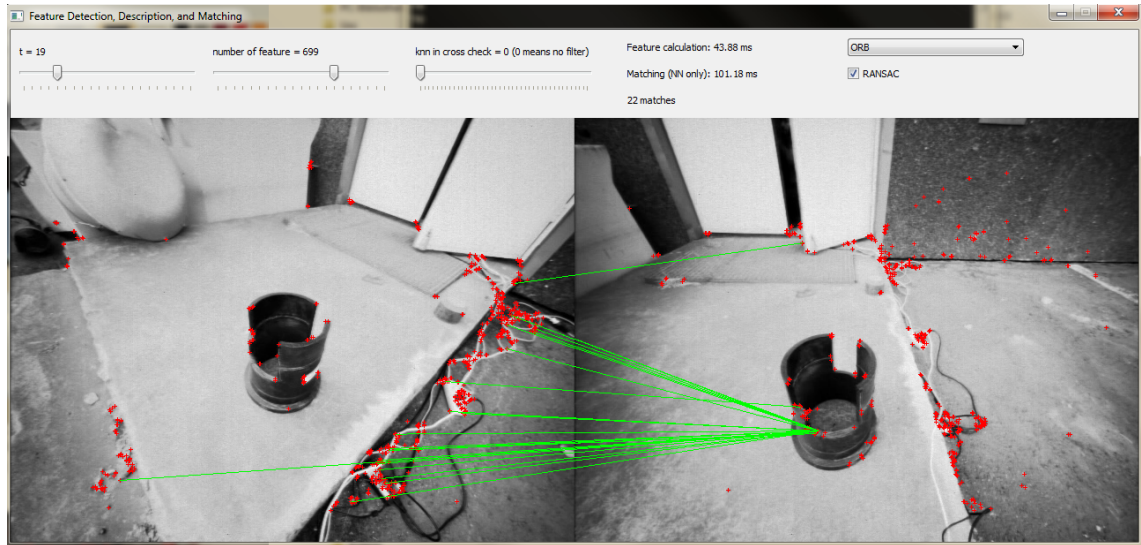 Feature Detection, Description, and Matching
t = 19
number of feature = 699
knn in cross check = 0 (0 means no filter)
Feature calculation: 43.88 ms
ORB
Matching (NN only): 101.18 ms
RANSAC
22 matches